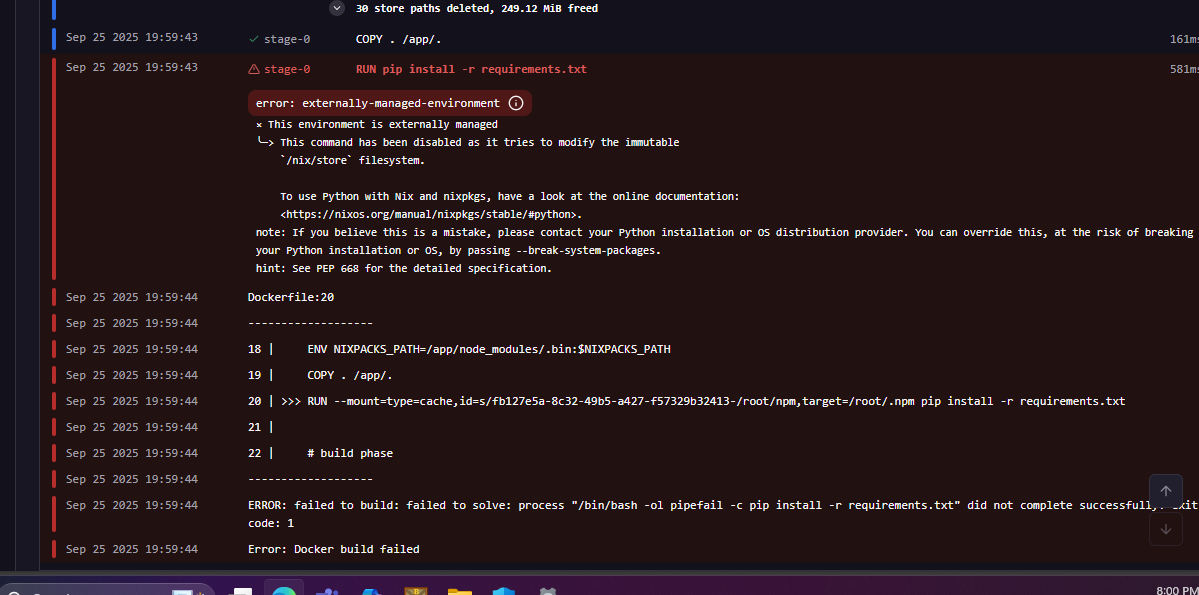 30 store paths deleted, 249.12 MiB freed
Sep 25 2025 19:59:43 ✓ stage-0 COPY . /app/. 161ms
Sep 25 2025 19:59:43 ⚠ stage-0 RUN pip install -r requirements.txt 581ms
error: externally-managed-environment
× This environment is externally managed
╰─> This command has been disabled as it tries to modify the immutable
`/nix/store` filesystem.
To use Python with Nix and nixpkgs, have a look at the online documentation:
<https://nixos.org/manual/nixpkgs/stable/#python>.
note: If you believe this is a mistake, please contact your Python installation or OS distribution provider. You can override this, at the risk of breaking
your Python installation or OS, by passing --break-system-packages.
hint: See PEP 668 for the detailed specification.
Sep 25 2025 19:59:44 Dockerfile:20
Sep 25 2025 19:59:44 -------------------
Sep 25 2025 19:59:44 18 | ENV NIXPACKS_PATH=/app/node_modules/.bin:$NIXPACKS_PATH
Sep 25 2025 19:59:44 19 | COPY . /app/.
Sep 25 2025 19:59:44 20 | >>> RUN --mount=type=cache,id=s/fb127e5a-8c32-49b5-a427-f57329b32413-/root/npm,target=/root/.npm pip install -r requirements.txt
Sep 25 2025 19:59:44 21 |
Sep 25 2025 19:59:44 22 | # build phase
Sep 25 2025 19:59:44 -------------------
Sep 25 2025 19:59:44 ERROR: failed to build: failed to solve: process "/bin/bash -ol pipefail -c pip install -r requirements.txt" did not complete successfully: exit
code: 1
Sep 25 2025 19:59:44 Error: Docker build failed
8:00 PM